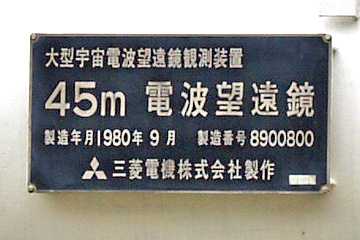 大型宇宙電波望遠鏡観測装置
45m 電波望遠鏡
製造年月1980年9月 製造番号8900800
三菱電機株式会社製作